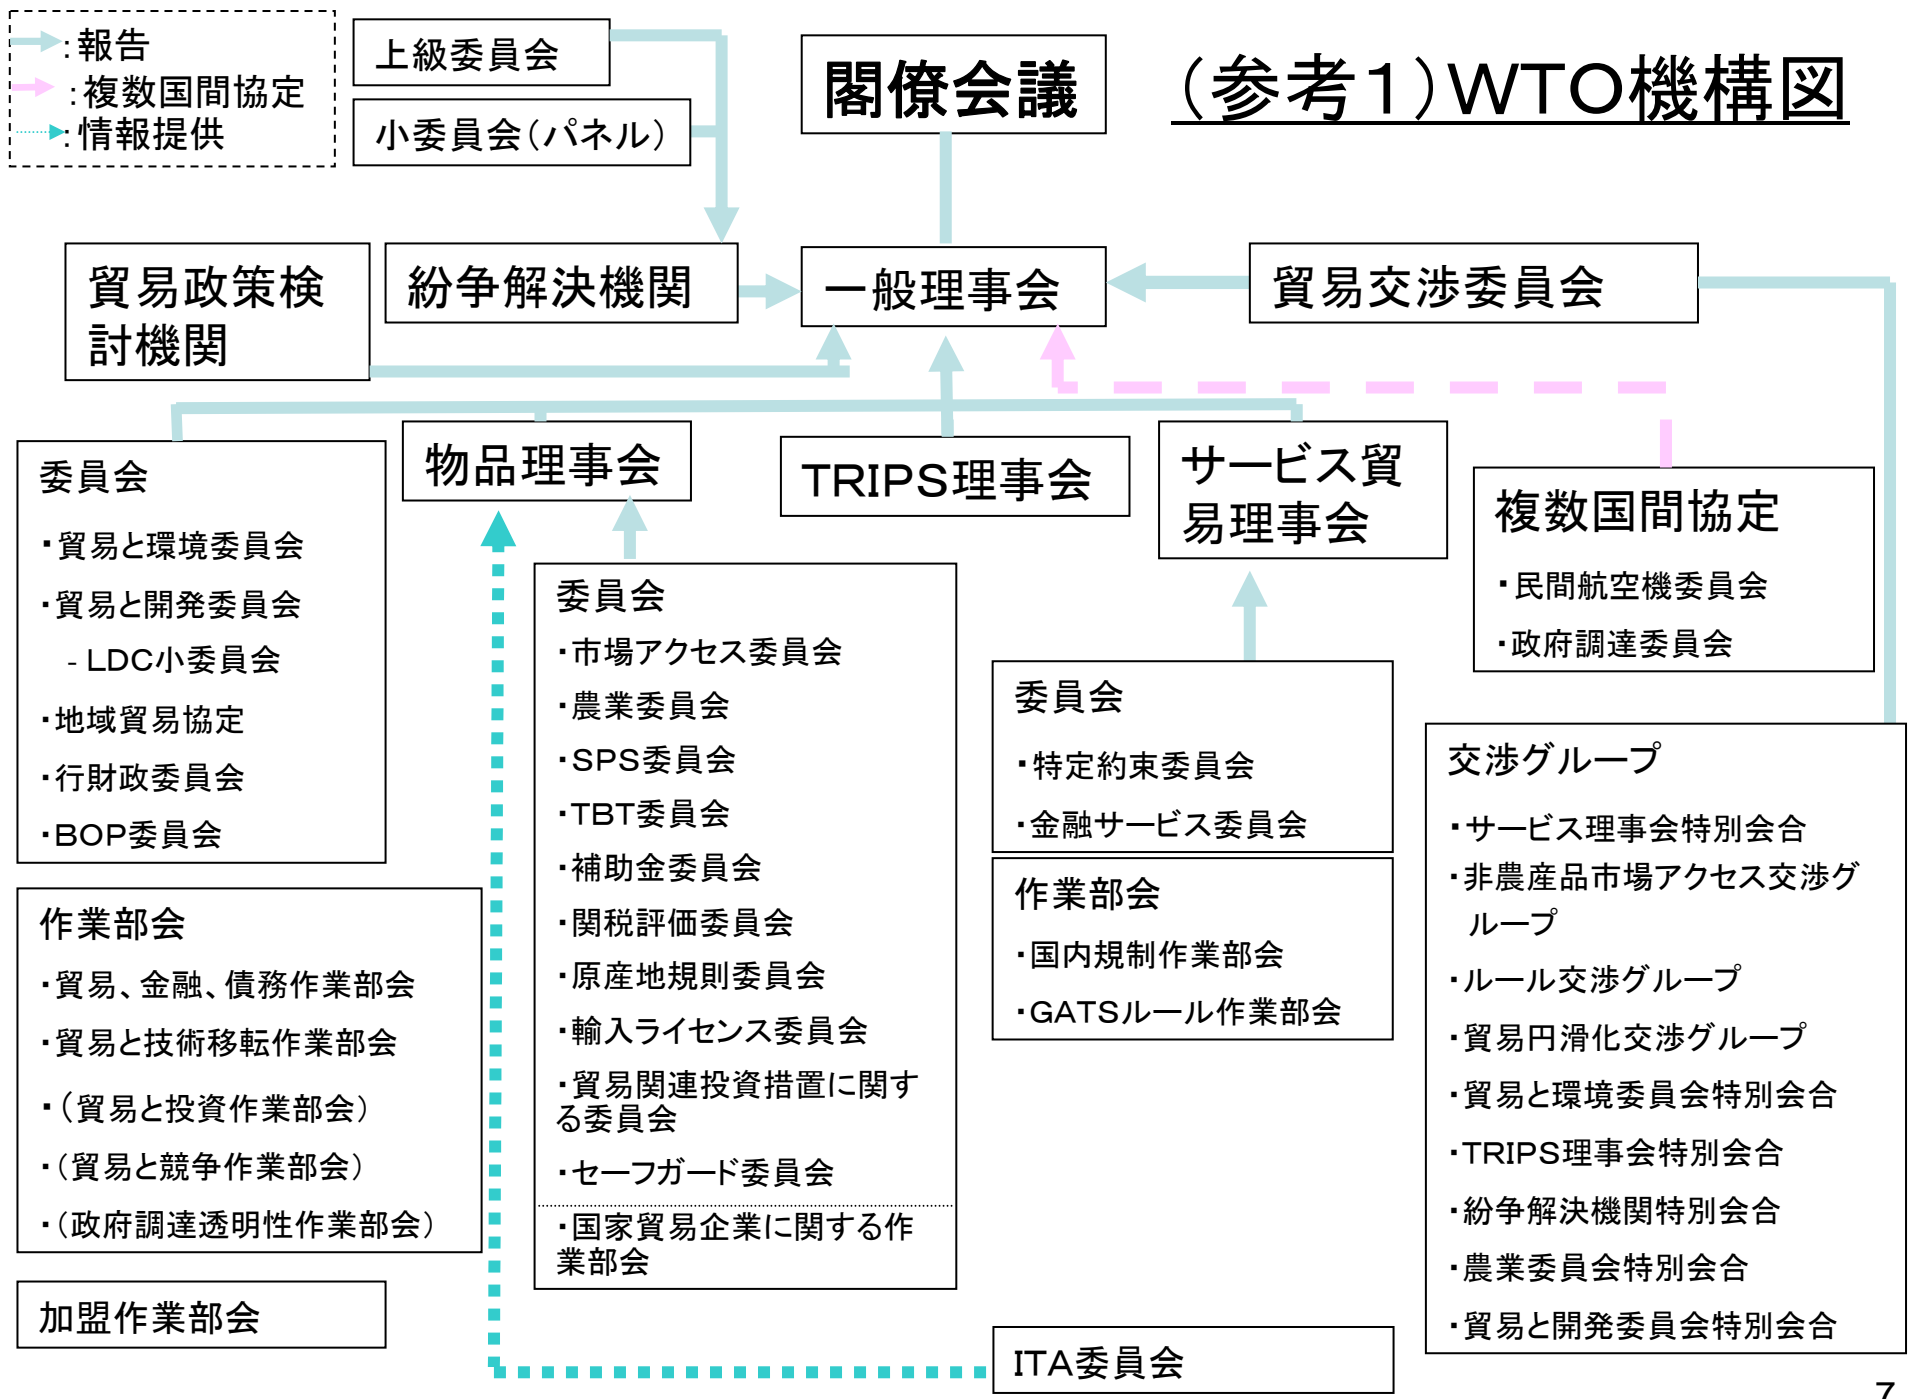 :報告
:複数国間協定
:情報提供
上級委員会
小委員会(パネル)
閣僚会議
(参考１)WTO機構図
貿易政策検
討機関
紛争解決機関
一般理事会
貿易交渉委員会
委員会
・貿易と環境委員会
・貿易と開発委員会
- LDC小委員会
・地域貿易協定
・行財政委員会
・BOP委員会
物品理事会
TRIPS理事会
サービス貿
易理事会
複数国間協定
・民間航空機委員会
・政府調達委員会
委員会
・市場アクセス委員会
・農業委員会
・SPS委員会
・TBT委員会
・補助金委員会
・関税評価委員会
・原産地規則委員会
・輸入ライセンス委員会
・貿易関連投資措置に関す
る委員会
・セーフガード委員会
・国家貿易企業に関する作
業部会
委員会
・特定約束委員会
・金融サービス委員会
作業部会
・国内規制作業部会
・GATSルール作業部会
交渉グループ
・サービス理事会特別会合
・非農産品市場アクセス交渉グ
ループ
・ルール交渉グループ
・貿易円滑化交渉グループ
・貿易と環境委員会特別会合
・TRIPS理事会特別会合
・紛争解決機関特別会合
・農業委員会特別会合
・貿易と開発委員会特別会合
作業部会
・貿易、金融、債務作業部会
・貿易と技術移転作業部会
・(貿易と投資作業部会)
・(貿易と競争作業部会)
・(政府調達透明性作業部会)
加盟作業部会
ITA委員会
7